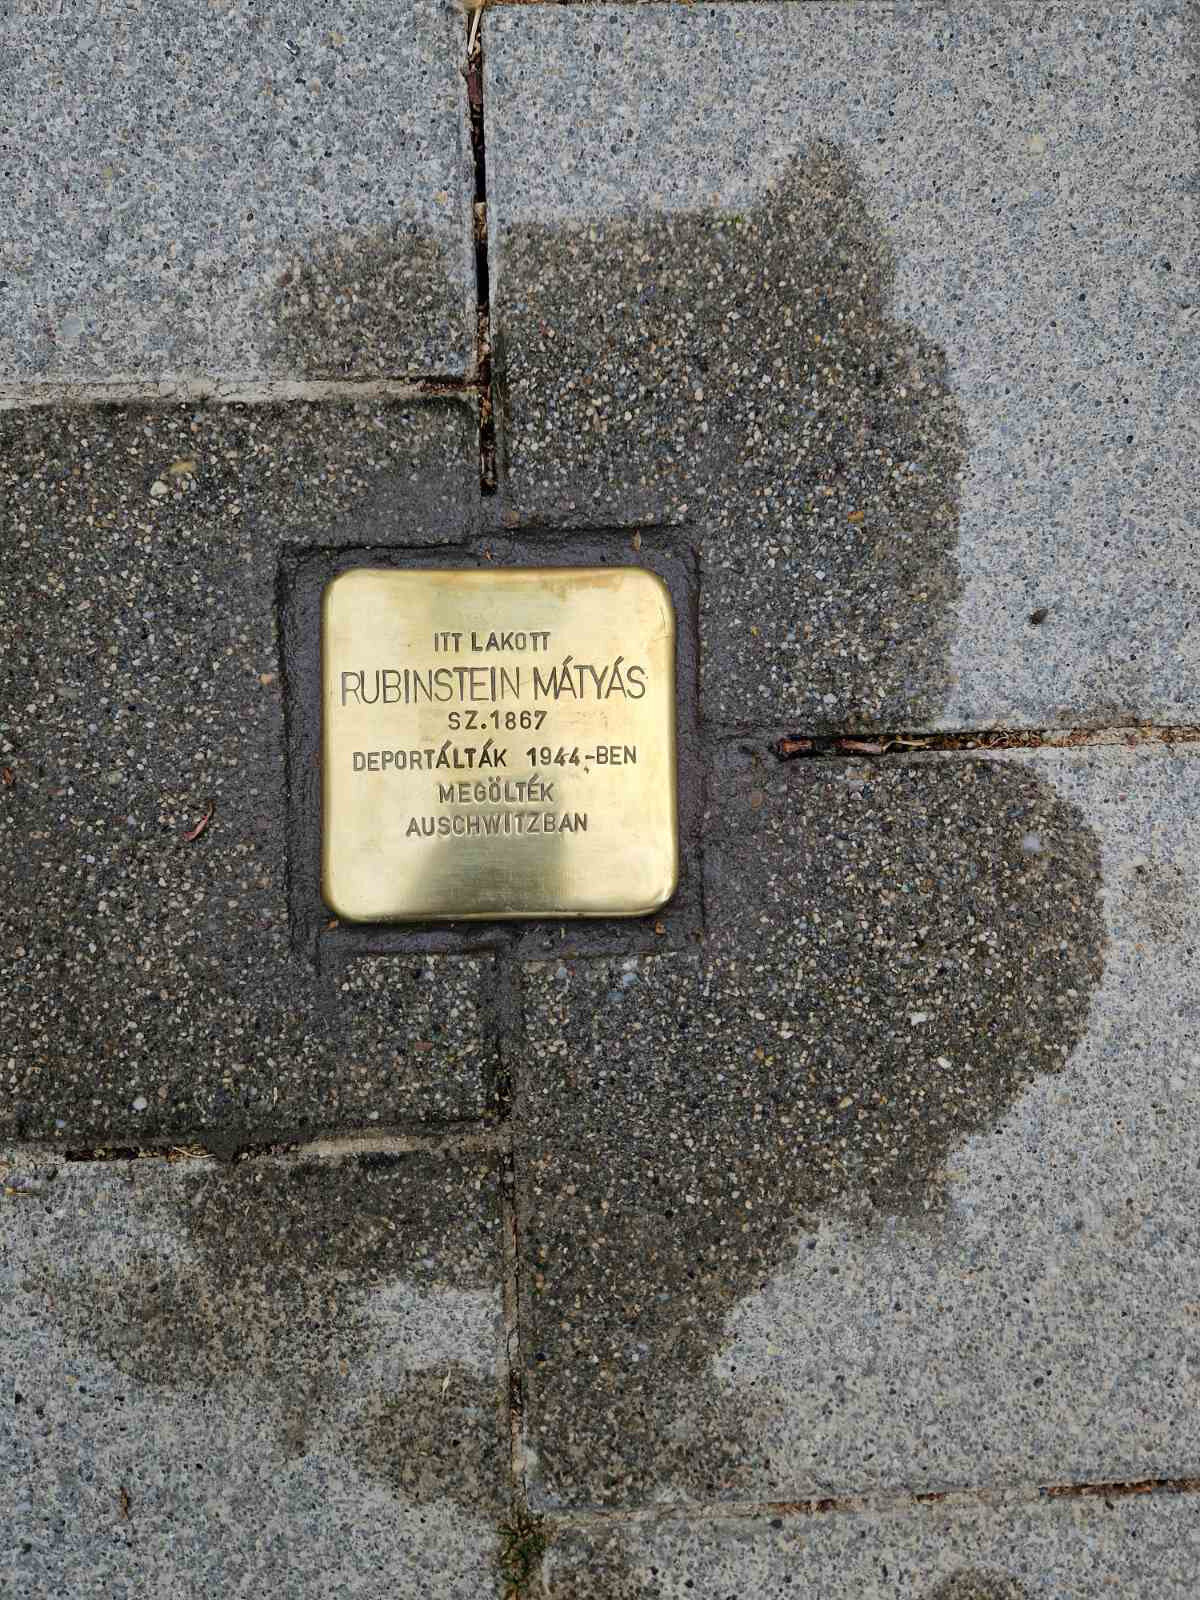 ITT LAKOTT
RUBINSTEIN MÁTYÁS
SZ.1867
DEPORTÁLTÁK 1944-BEN
MEGÖLTÉK
AUSCHWITZBAN